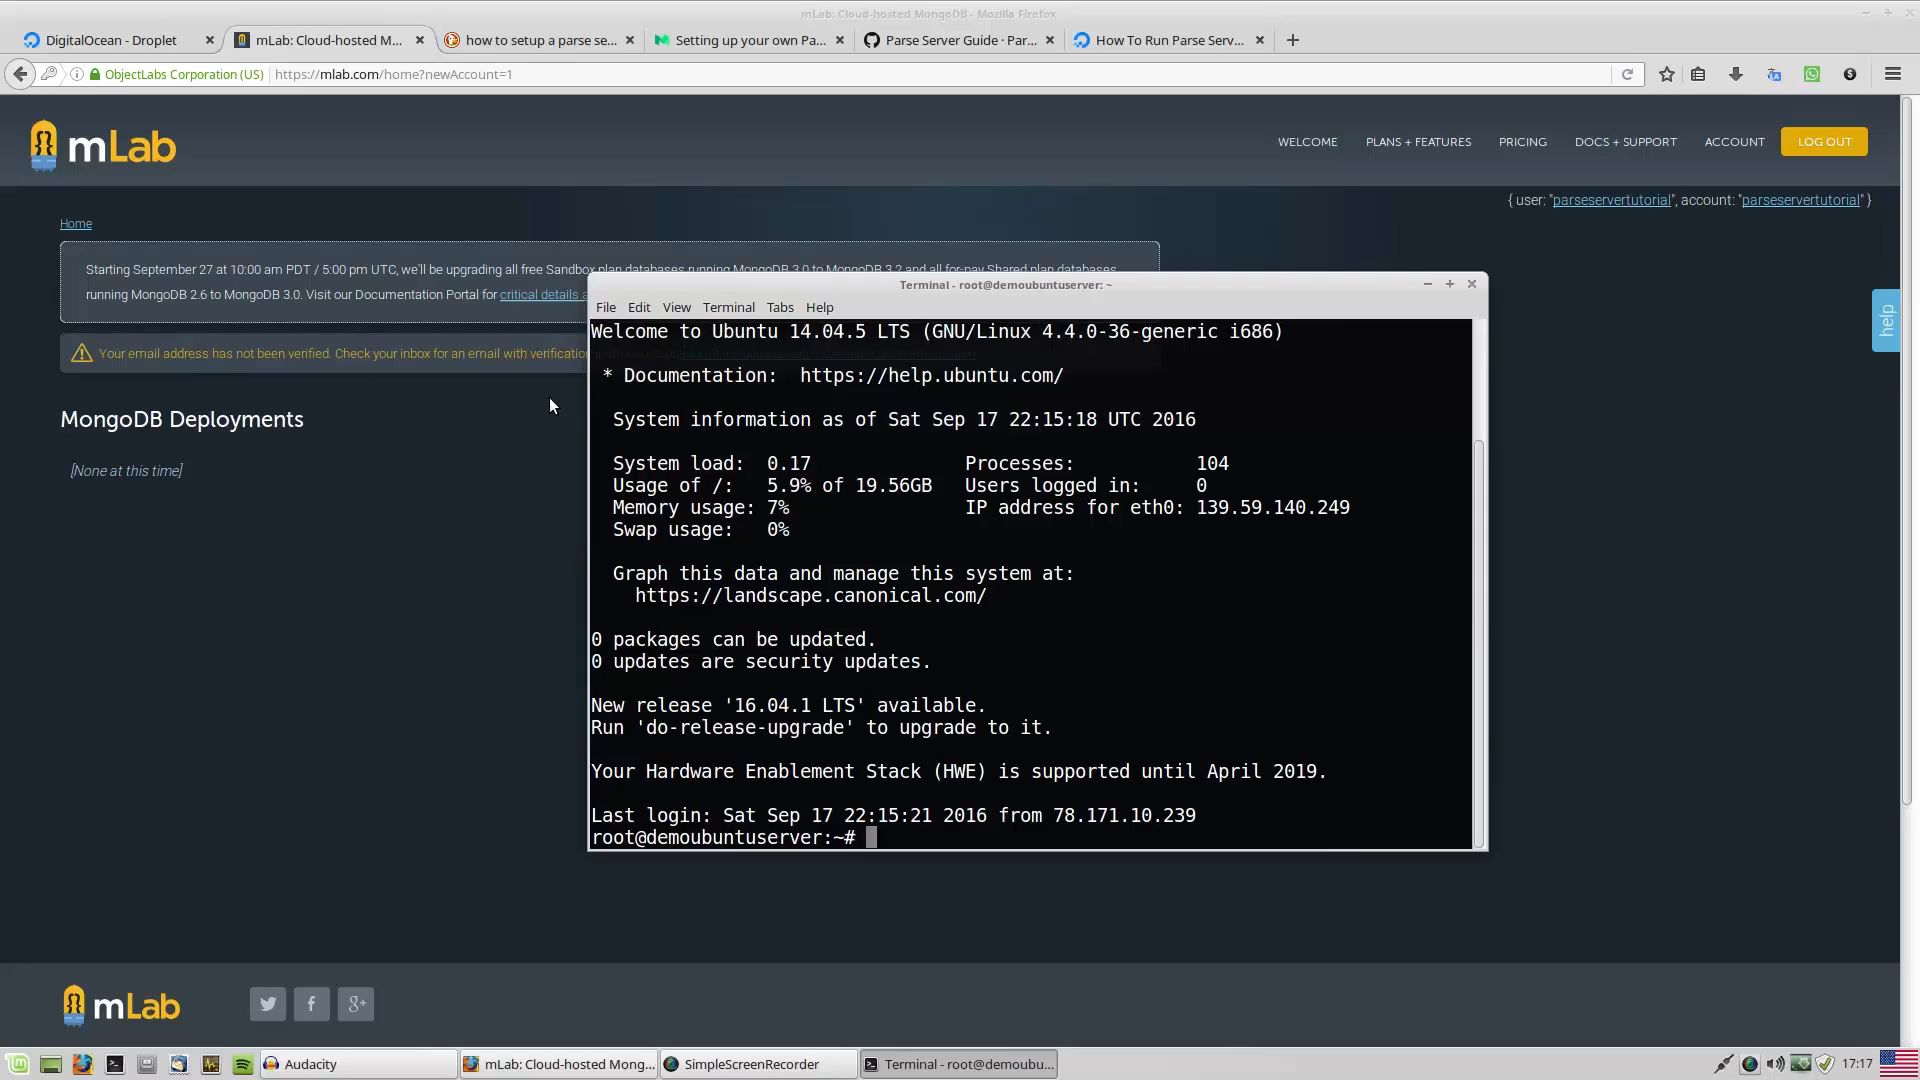 mLab: Cloud-hosted MongoDB - Mozilla Firefox
DigitalOcean - Droplet
mLab: Cloud-hosted M...
how to setup a parse se...
Setting up your own Pa...
Parse Server Guide · Par...
How To Run Parse Serv...
ObjectLabs Corporation (US)
https://mlab.com/home?newAccount=1
mLab
WELCOME
PLANS + FEATURES
PRICING
DOCS + SUPPORT
ACCOUNT
LOG OUT
{ user: "parseservertutorial", account: "parseservertutorial" }
Home
Starting September 27 at 10:00 am PDT / 5:00 pm UTC, we'll be upgrading all free Sandbox plan databases running MongoDB 3.0 to MongoDB 3.2 and all for-pay Shared plan databases
running MongoDB 2.6 to MongoDB 3.0. Visit our Documentation Portal for critical details a
Your email address has not been verified. Check your inbox for an email with verification
help
MongoDB Deployments
[None at this time]
Terminal - root@demoubuntuserver: ~
File Edit View Terminal Tabs Help
Welcome to Ubuntu 14.04.5 LTS (GNU/Linux 4.4.0-36-generic i686)
* Documentation: https://help.ubuntu.com/
System information as of Sat Sep 17 22:15:18 UTC 2016
System load: 0.17 Processes: 104
Usage of /: 5.9% of 19.56GB Users logged in: 0
Memory usage: 7% IP address for eth0: 139.59.140.249
Swap usage: 0%
Graph this data and manage this system at:
https://landscape.canonical.com/
0 packages can be updated.
0 updates are security updates.
New release '16.04.1 LTS' available.
Run 'do-release-upgrade' to upgrade to it.
Your Hardware Enablement Stack (HWE) is supported until April 2019.
Last login: Sat Sep 17 22:15:21 2016 from 78.171.10.239
root@demoubuntuserver:~#
mLab
Audacity
mLab: Cloud-hosted Mong...
SimpleScreenRecorder
Terminal - root@demoubu...
17:17